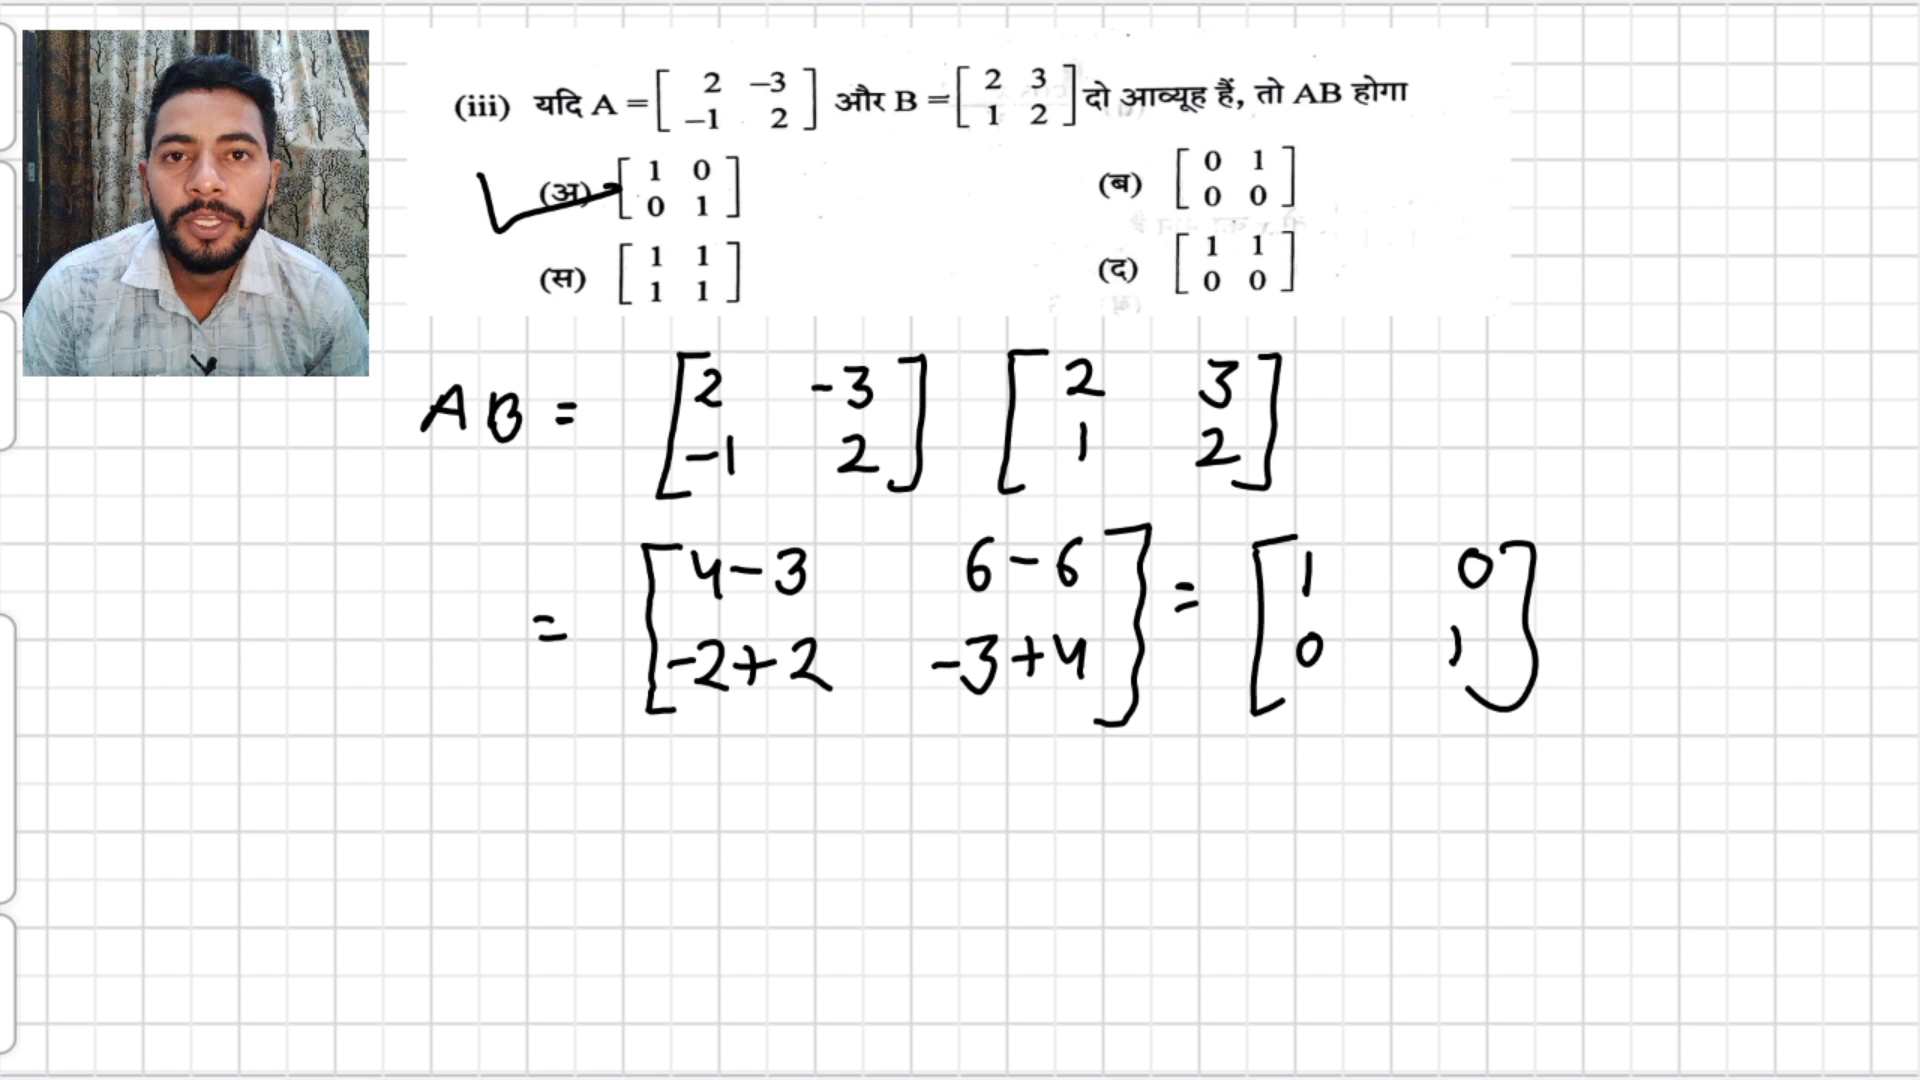 (iii) यदि A = [ 2 −3 ] और B = [ 2 3 ] दो आव्यूह हैं, तो AB होगा
−1 2 1 2
(अ) [ 1 0 ] (ब) [ 0 1 ]
0 1 0 0
(स) [ 1 1 ] (द) [ 1 1 ]
1 1 0 0
AB = [ 2 -3 ] [ 2 3 ]
-1 2 1 2
= [ 4-3 6-6 ] = [ 1 0 ]
-2+2 -3+4 0 1